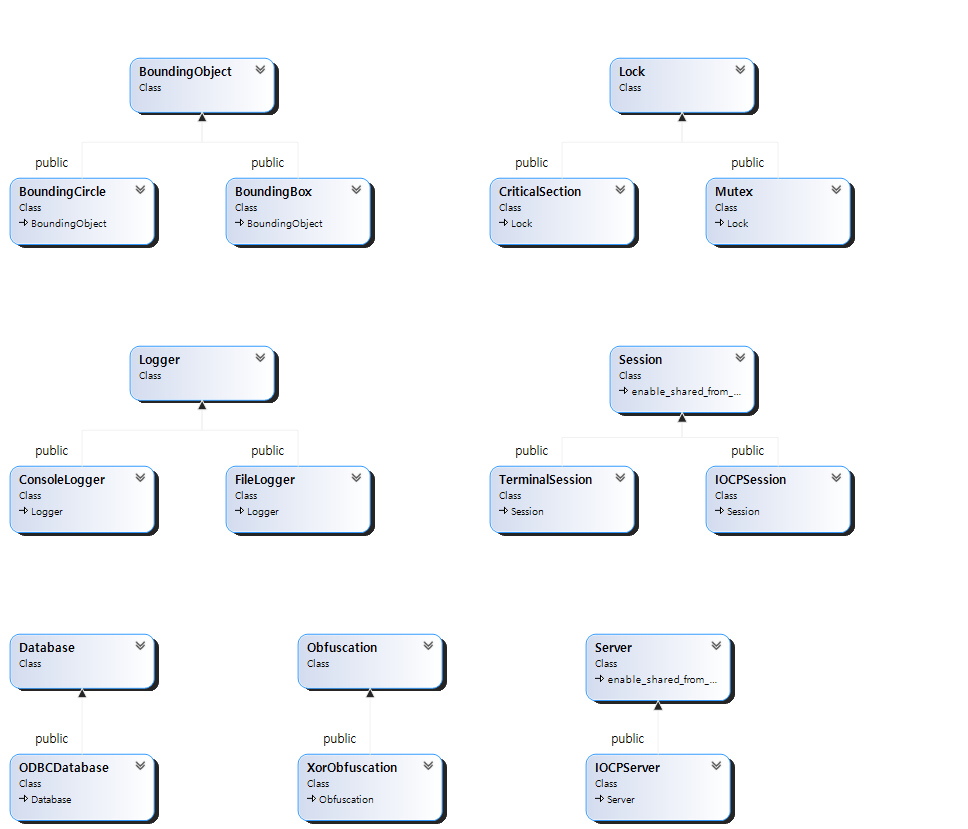 BoundingObject
Class
Lock
Class
public
public
public
public
BoundingCircle
Class
BoundingObject
BoundingBox
Class
BoundingObject
CriticalSection
Class
Lock
Mutex
Class
Lock
Logger
Class
Session
Class
enable_shared_from_...
public
public
public
public
ConsoleLogger
Class
Logger
FileLogger
Class
Logger
TerminalSession
Class
Session
IOCPSession
Class
Session
Database
Class
Obfuscation
Class
Server
Class
enable_shared_from_...
public
public
public
ODBCDatabase
Class
Database
XorObfuscation
Class
Obfuscation
IOCPServer
Class
Server